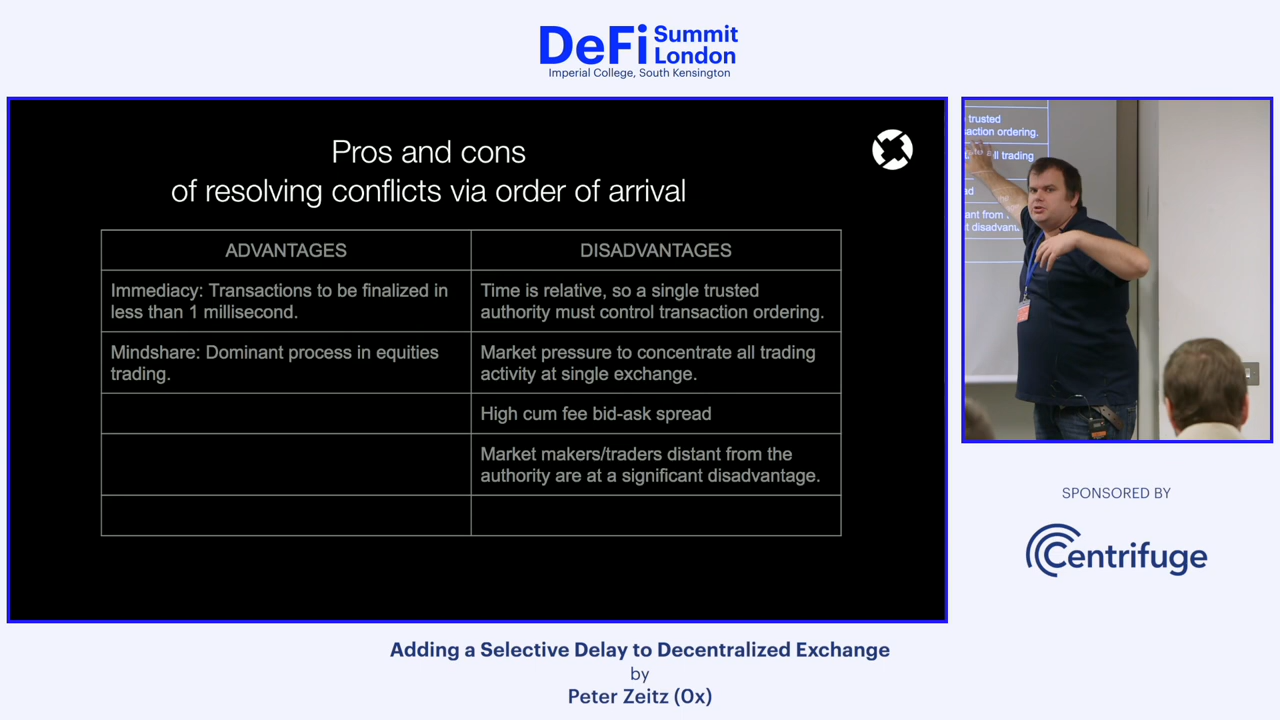 DeFi Summit
London
Imperial College, South Kensington
Pros and cons
of resolving conflicts via order of arrival
ADVANTAGES
DISADVANTAGES
Immediacy: Transactions to be finalized in
less than 1 millisecond.
Time is relative, so a single trusted
authority must control transaction ordering.
Mindshare: Dominant process in equities
trading.
Market pressure to concentrate all trading
activity at single exchange.
High cum fee bid-ask spread
Market makers/traders distant from the
authority are at a significant disadvantage.
trusted
action ordering.
all trading
ad
ant from
t disadvan
SPONSORED BY
Centrifuge
Adding a Selective Delay to Decentralized Exchange
by
Peter Zeitz (0x)